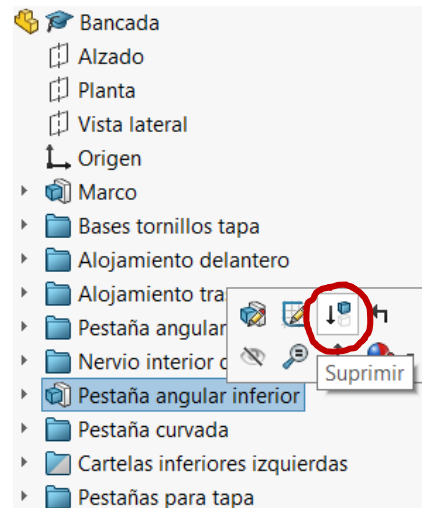 Bancada
Alzado
Planta
Vista lateral
Origen
Marco
Bases tornillos tapa
Alojamiento delantero
Alojamiento
Pestaña angular
Nervio interior
Suprimir
Pestaña angular inferior
Pestaña curvada
Cartelas inferiores izquierdas
Pestañas para tapa